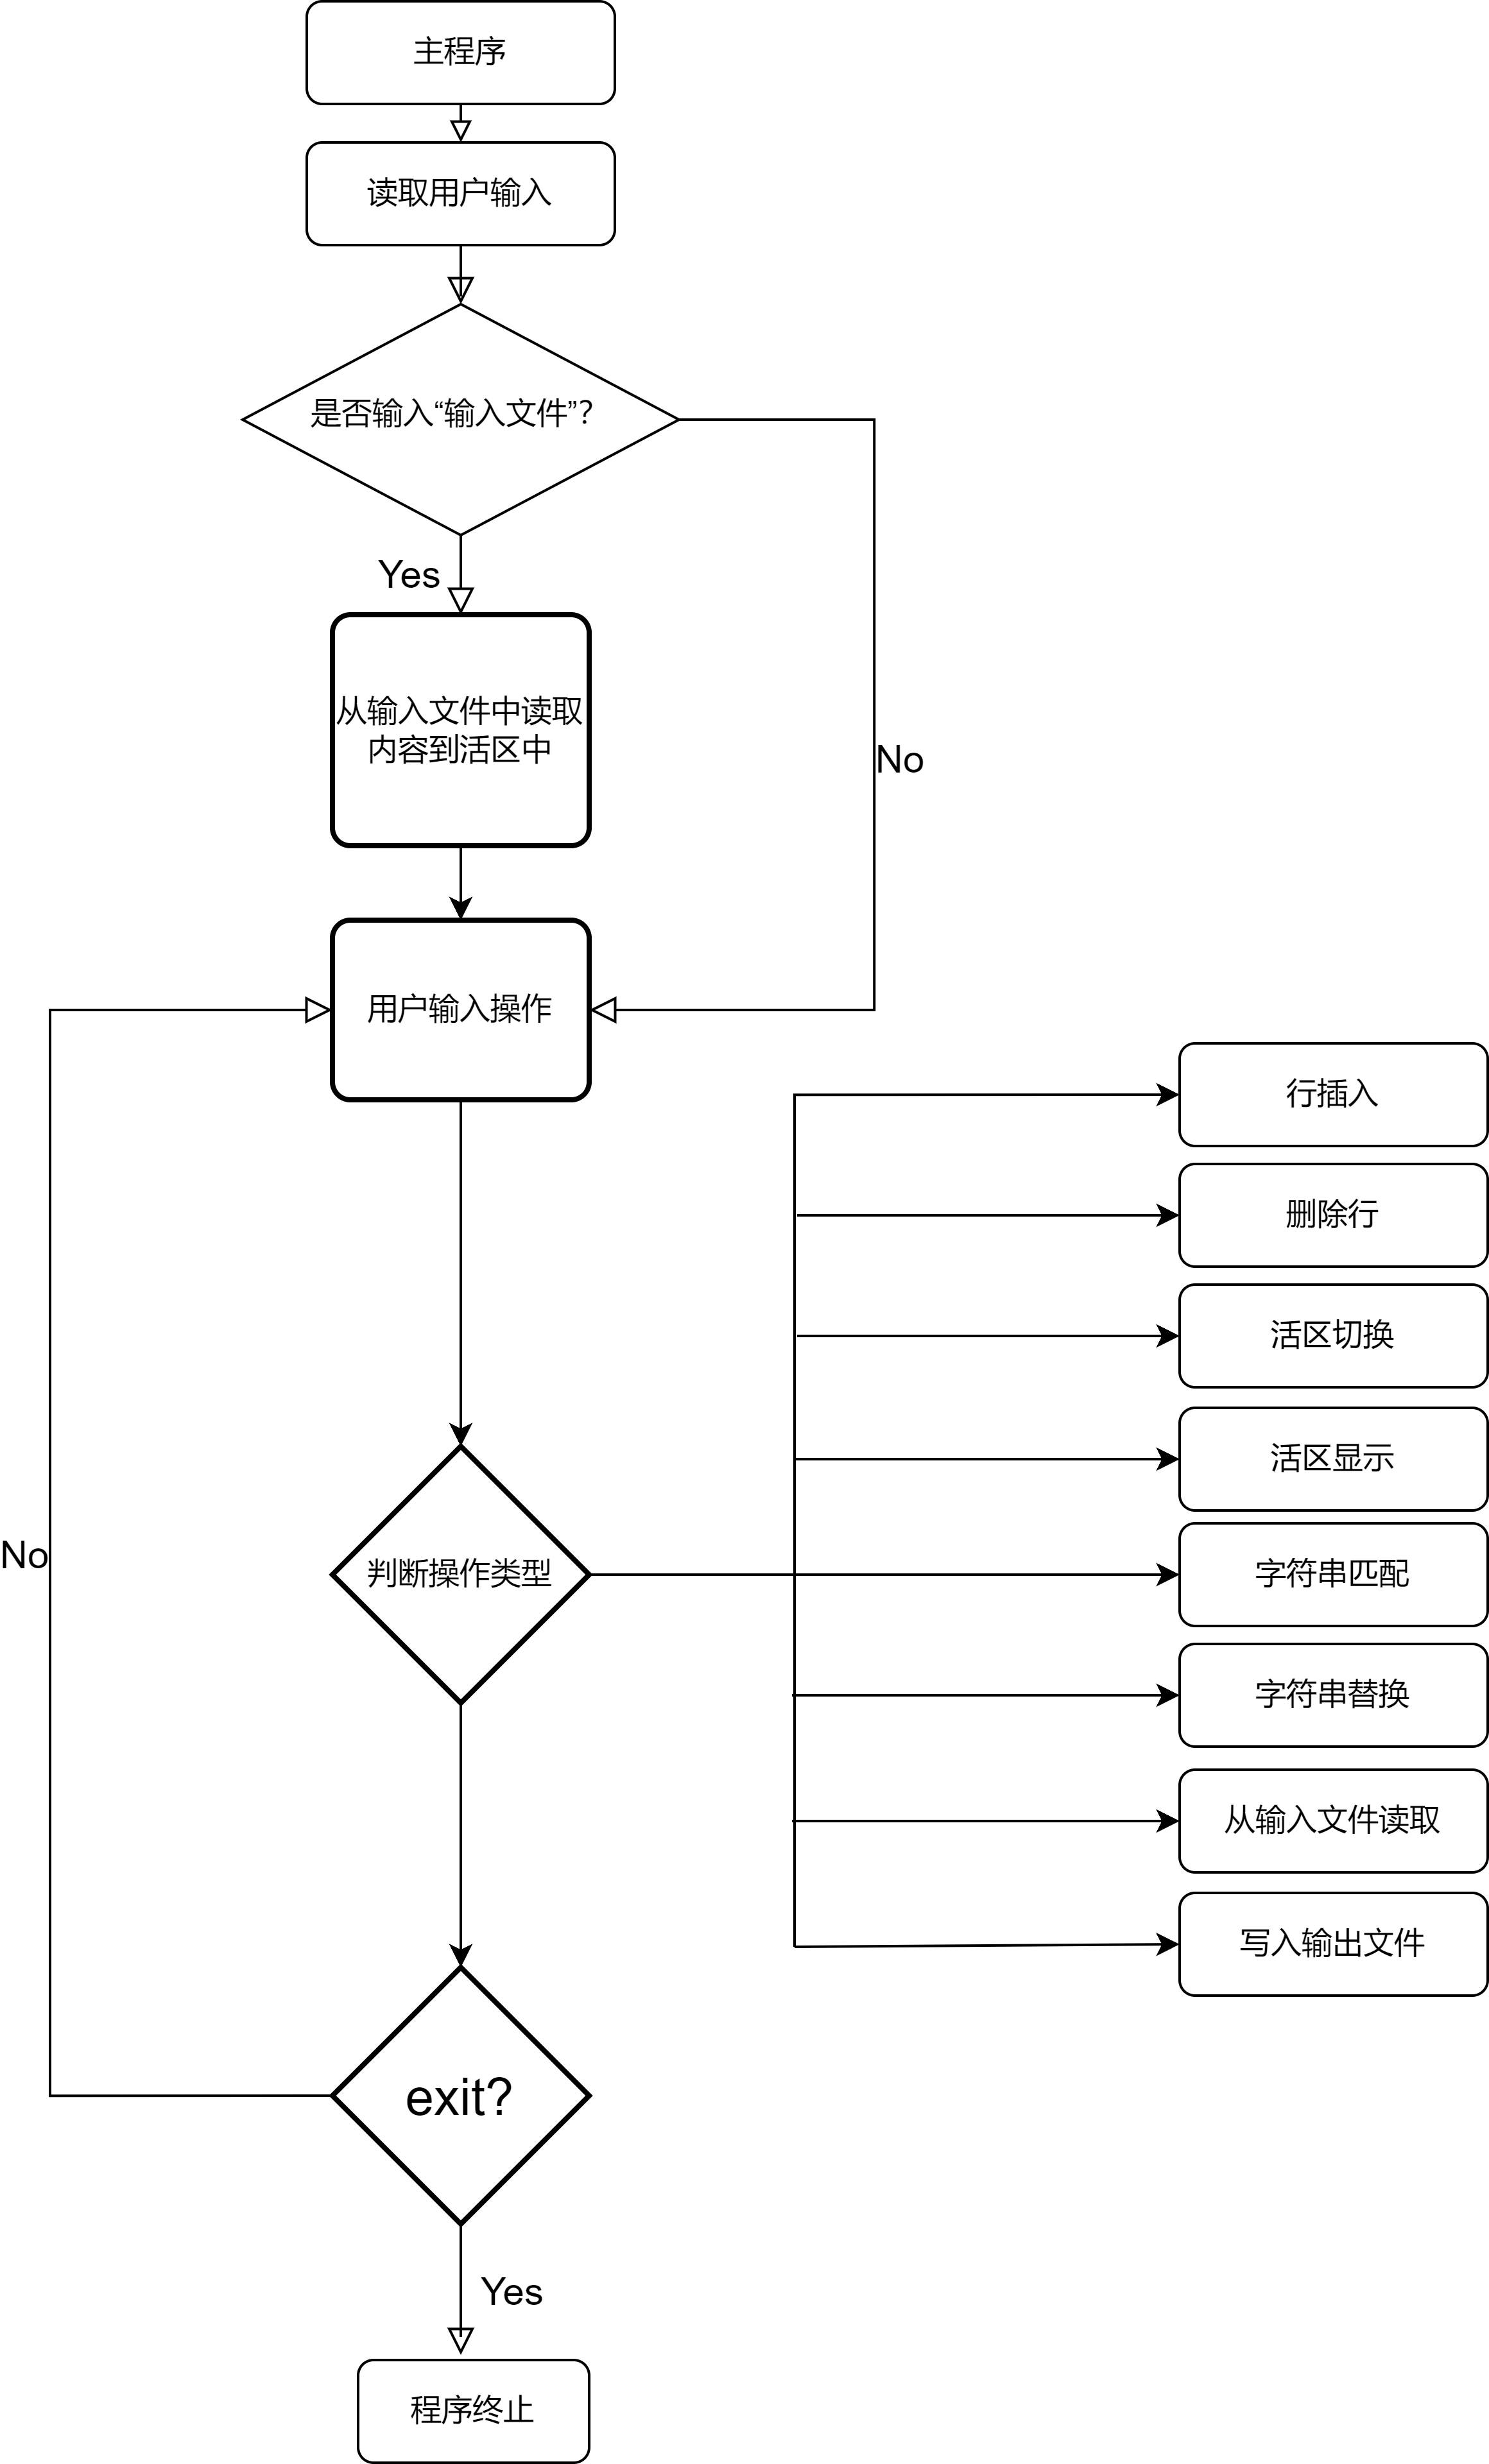 主程序
读取用户输入
是否输入“输入文件”？
Yes
从输入文件中读取
内容到活区中
No
用户输入操作
行插入
删除行
活区切换
活区显示
No
判断操作类型
字符串匹配
字符串替换
从输入文件读取
写入输出文件
exit?
Yes
程序终止